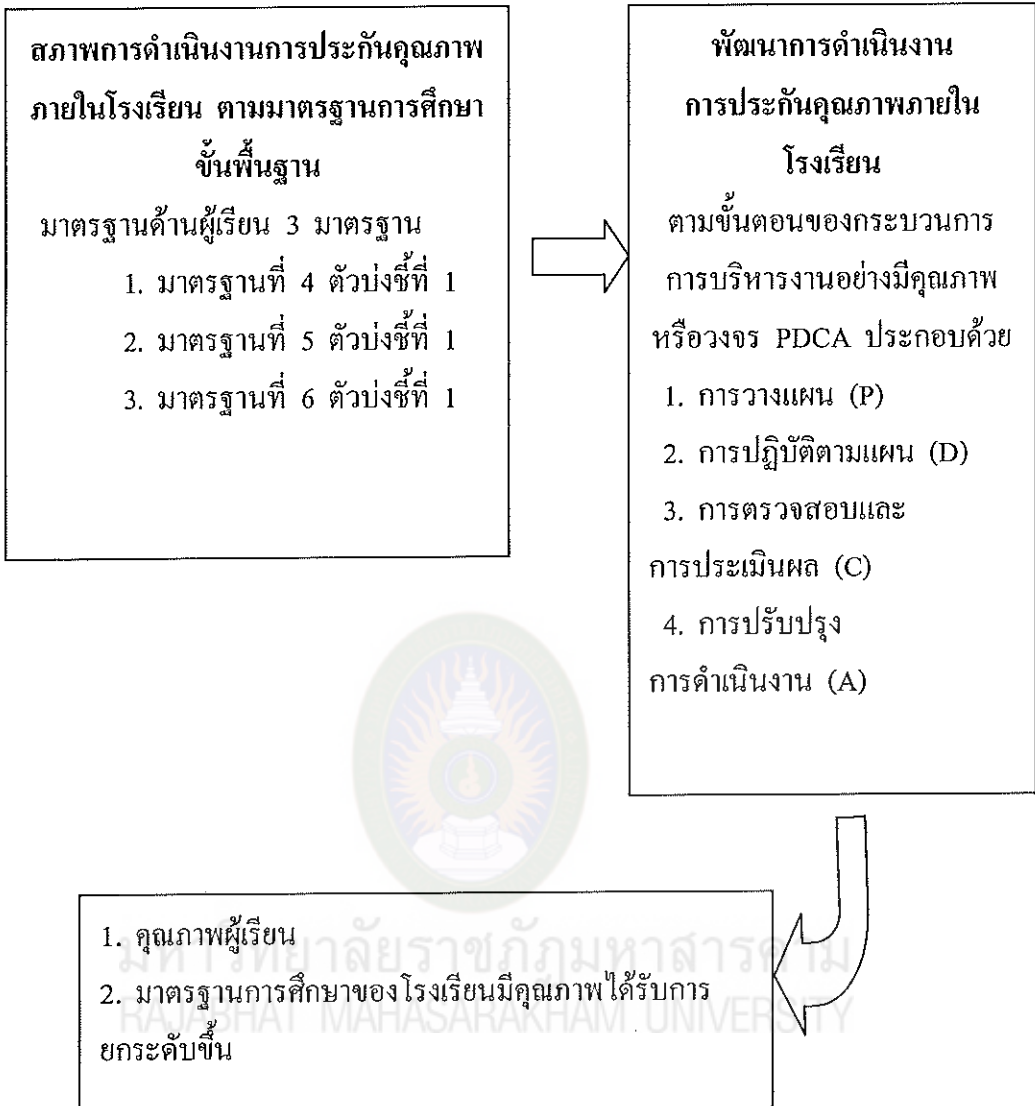 สภาพการดำเนินงานการประกันคุณภาพ
ภายในโรงเรียน ตามมาตรฐานการศึกษา
ขั้นพื้นฐาน
มาตรฐานด้านผู้เรียน 3 มาตรฐาน
1. มาตรฐานที่ 4 ตัวบ่งชี้ที่ 1
2. มาตรฐานที่ 5 ตัวบ่งชี้ที่ 1
3. มาตรฐานที่ 6 ตัวบ่งชี้ที่ 1
พัฒนาการดำเนินงาน
การประกันคุณภาพภายใน
โรงเรียน
ตามขั้นตอนของกระบวนการ
การบริหารงานอย่างมีคุณภาพ
หรือวงจร PDCA ประกอบด้วย
1. การวางแผน (P)
2. การปฏิบัติตามแผน (D)
3. การตรวจสอบและ
การประเมินผล (C)
4. การปรับปรุง
การดำเนินงาน (A)
1. คุณภาพผู้เรียน
มหาวิทยาลัยราชภัฏมหาสารคาม
2. มาตรฐานการศึกษาของโรงเรียนมีคุณภาพได้รับการ
RAJABHAT MAHASARAKHAM UNIVERSITY
ยกระดับขึ้น